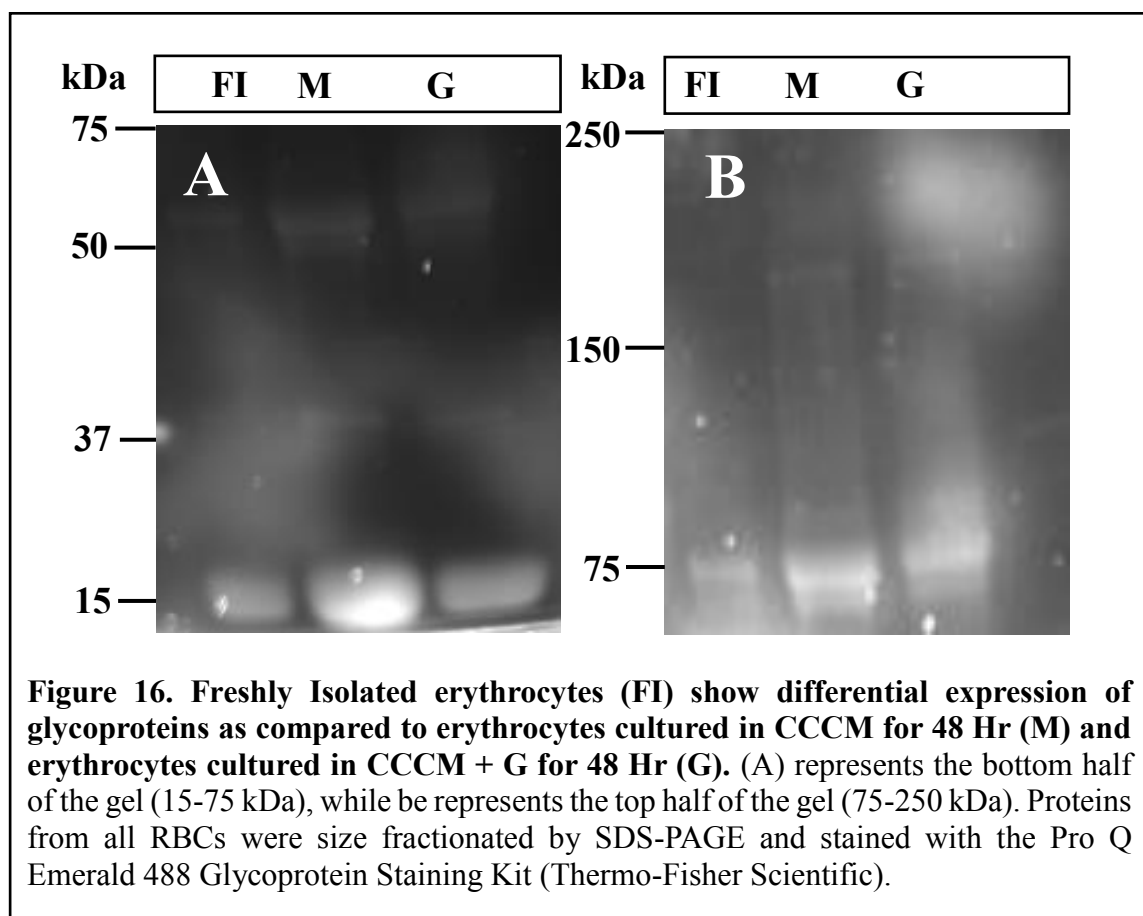 kDa FI M G kDa FI M G
75 A 250 B
50
150
37
75
15
Figure 16. Freshly Isolated erythrocytes (FI) show differential expression of
glycoproteins as compared to erythrocytes cultured in CCCM for 48 Hr (M) and
erythrocytes cultured in CCCM + G for 48 Hr (G). (A) represents the bottom half
of the gel (15-75 kDa), while be represents the top half of the gel (75-250 kDa). Proteins
from all RBCs were size fractionated by SDS-PAGE and stained with the Pro Q
Emerald 488 Glycoprotein Staining Kit (Thermo-Fisher Scientific).